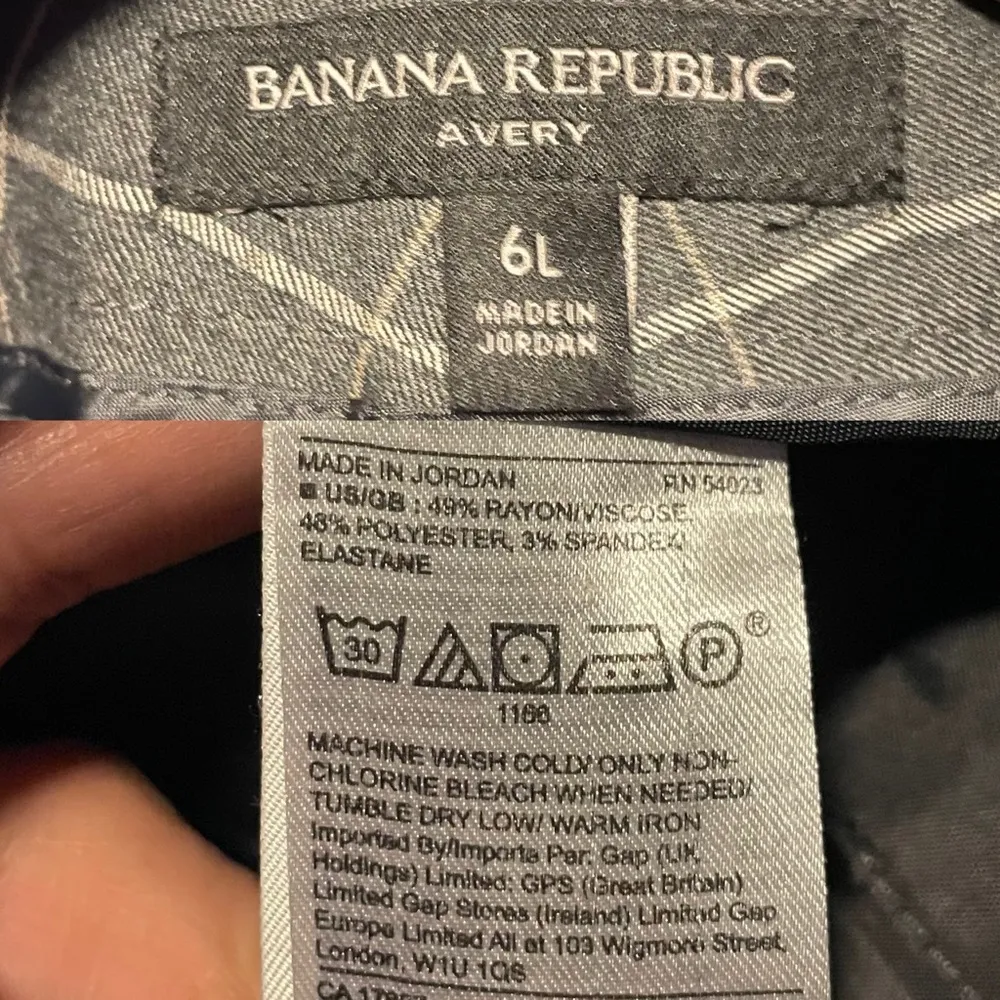 BANANA REPUBLIC
AVERY
6L
MADE IN
JORDAN
MADE IN JORDAN RN 54023
US/GB : 49% RAYON/VISCOSE,
48% POLYESTER, 3% SPANDEX/
ELASTANE
30
P ®
1166
MACHINE WASH COLD/ ONLY NON-
CHLORINE BLEACH WHEN NEEDED/
TUMBLE DRY LOW/ WARM IRON
Imported By/Importe Par: Gap (UK
Holdings) Limited: GPS (Great Britain)
Limited Gap Stores (Ireland) Limited Gap
Europe Limited All at 103 Wigmore Street,
London, W1U 1QS
CA